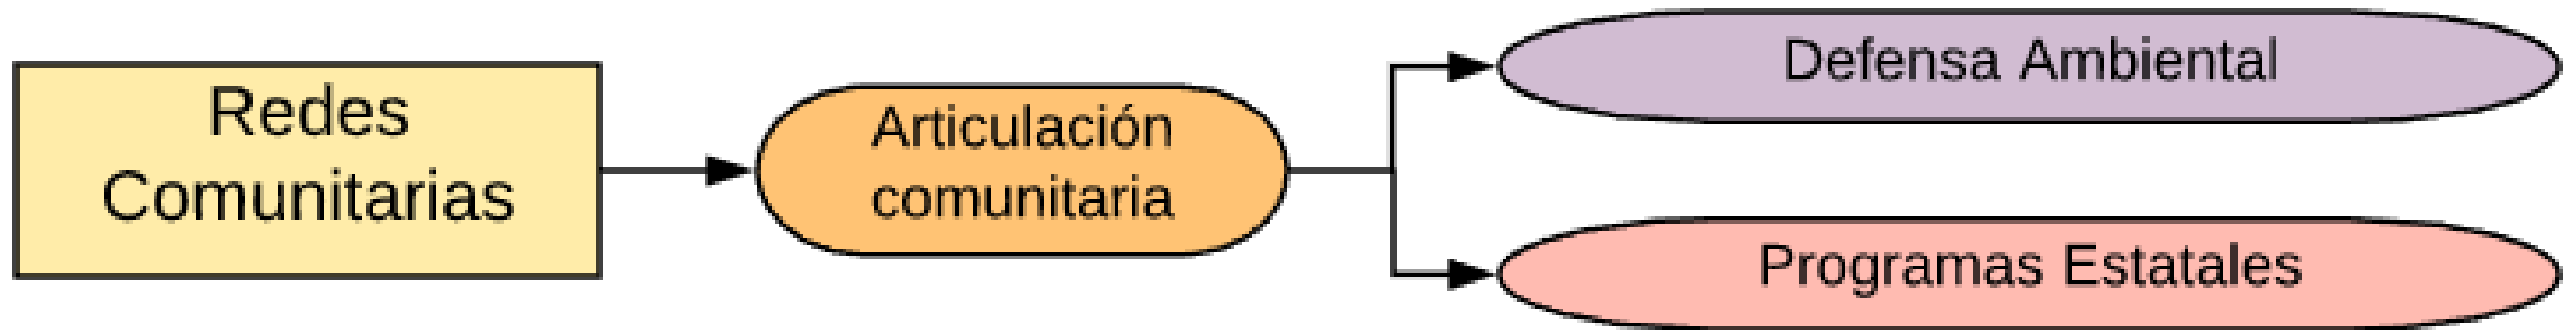 Redes
Comunitarias
Articulación
comunitaria
Defensa Ambiental
Programas Estatales